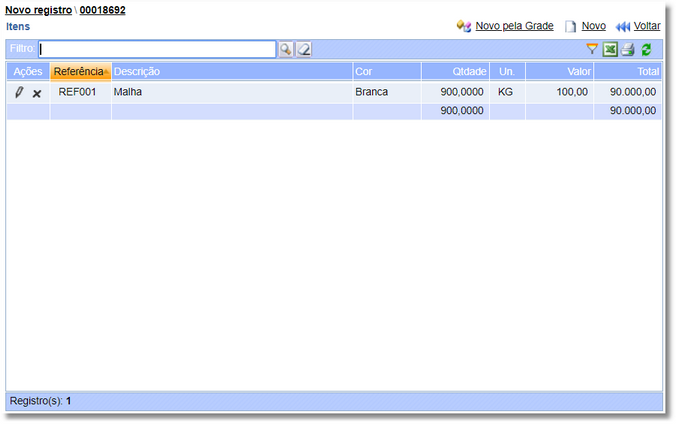 Novo registro \ 00018692
Itens
Novo pela Grade Novo Voltar
Filtro:
Ações Referência Descrição Cor Qtdade Un. Valor Total
REF001 Malha Branca 900,0000 KG 100,00 90.000,00
900,0000 90.000,00
Registro(s): 1